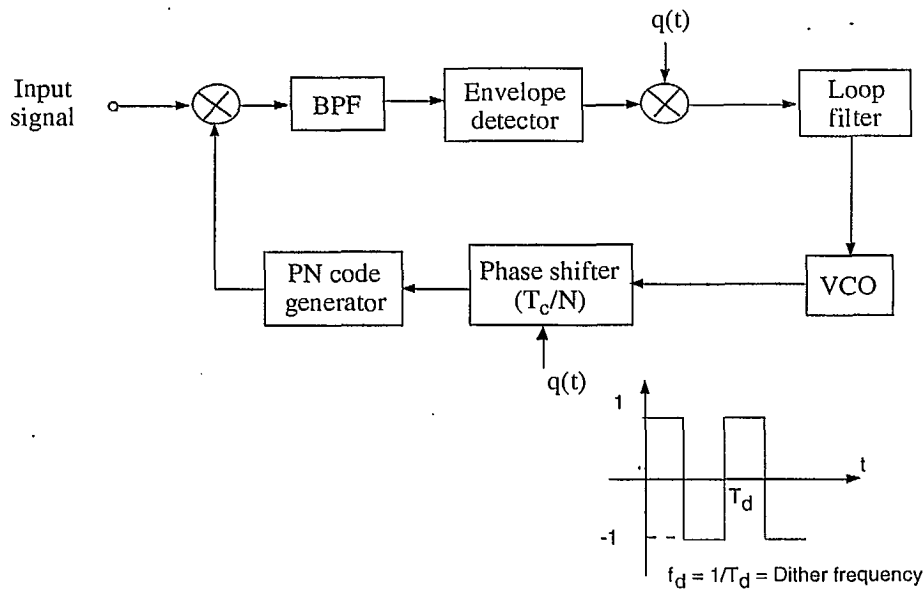 q(t)
Input
signal
BPF
Envelope
detector
Loop
filter
PN code
generator
Phase shifter
(T_c/N)
VCO
q(t)
1
t
T_d
-1
f_d = 1/T_d = Dither frequency